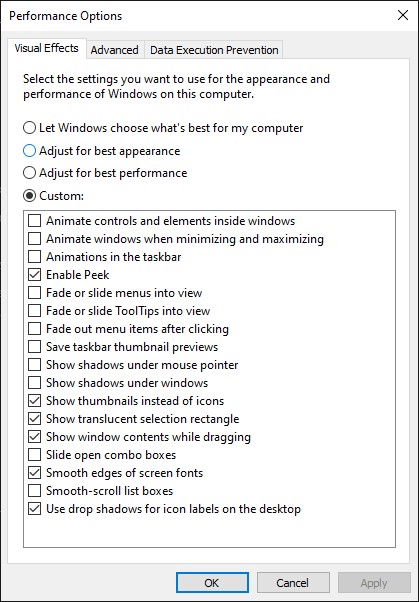 Performance Options
Visual Effects Advanced Data Execution Prevention
Select the settings you want to use for the appearance and
performance of Windows on this computer.
Let Windows choose what's best for my computer
Adjust for best appearance
Adjust for best performance
Custom:
Animate controls and elements inside windows
Animate windows when minimizing and maximizing
Animations in the taskbar
Enable Peek
Fade or slide menus into view
Fade or slide ToolTips into view
Fade out menu items after clicking
Save taskbar thumbnail previews
Show shadows under mouse pointer
Show shadows under windows
Show thumbnails instead of icons
Show translucent selection rectangle
Show window contents while dragging
Slide open combo boxes
Smooth edges of screen fonts
Smooth-scroll list boxes
Use drop shadows for icon labels on the desktop
OK Cancel Apply